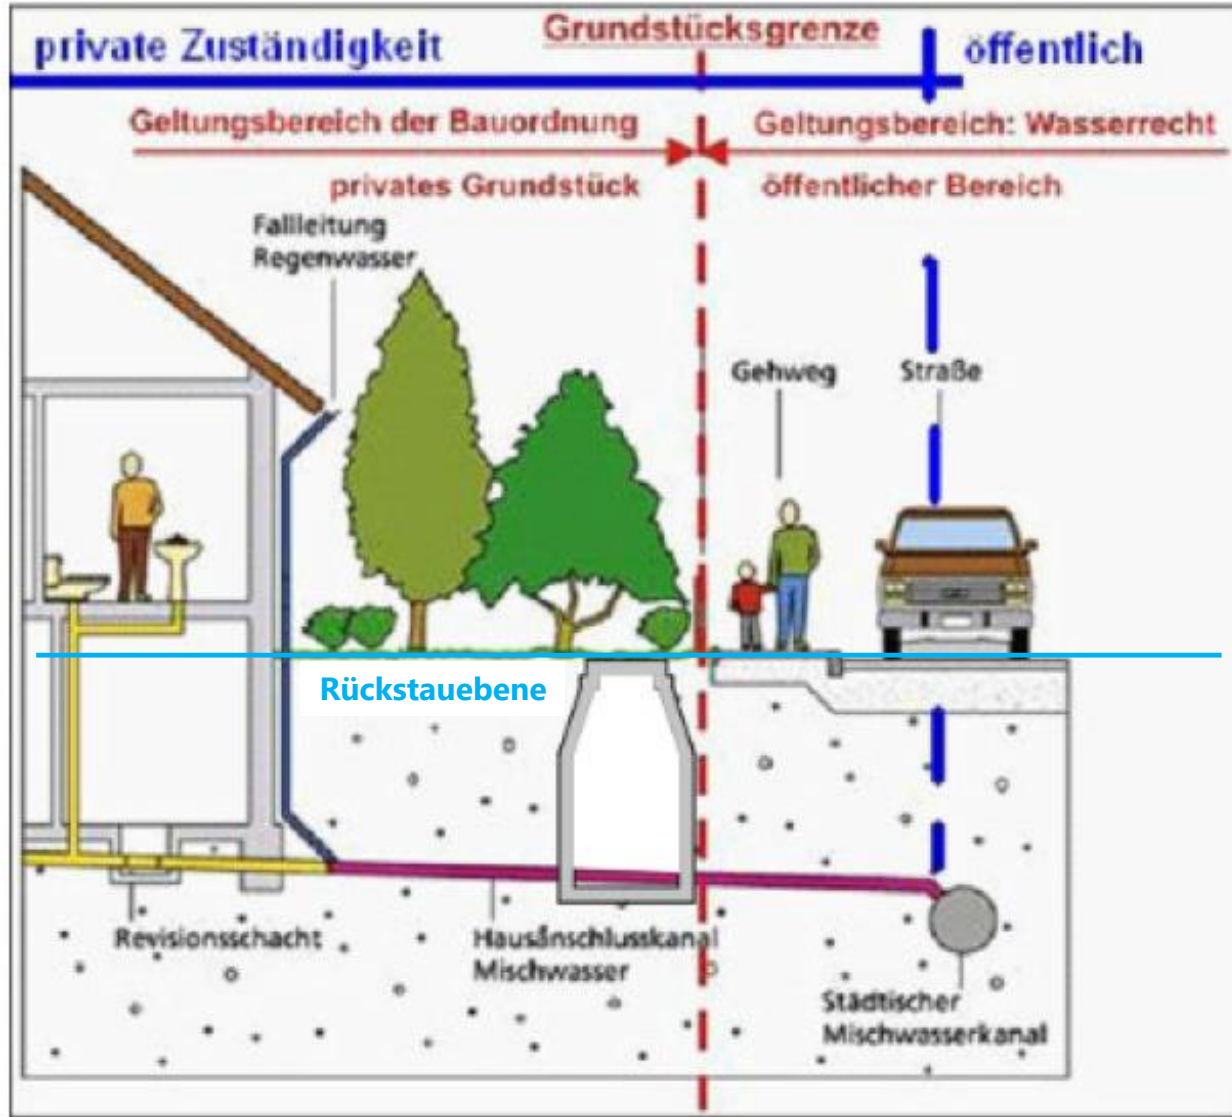 private Zuständigkeit
Grundstücksgrenze
öffentlich
Geltungsbereich der Bauordnung
Geltungsbereich: Wasserrecht
privates Grundstück
öffentlicher Bereich
Fallleitung
Regenwasser
Gehweg
Straße
Rückstauebene
Revisionsschacht
Hausanschlusskanal
Mischwasser
Städtischer
Mischwasserkanal